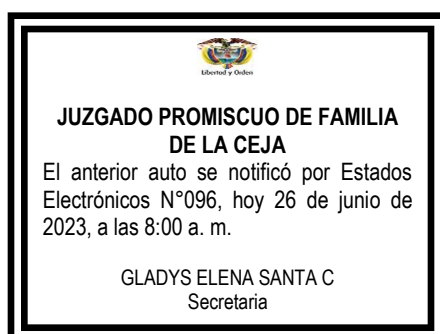 Libertad y Orden
JUZGADO PROMISCUO DE FAMILIA
DE LA CEJA
El anterior auto se notificó por Estados
Electrónicos N°096, hoy 26 de junio de
2023, a las 8:00 a. m.
GLADYS ELENA SANTA C
Secretaria